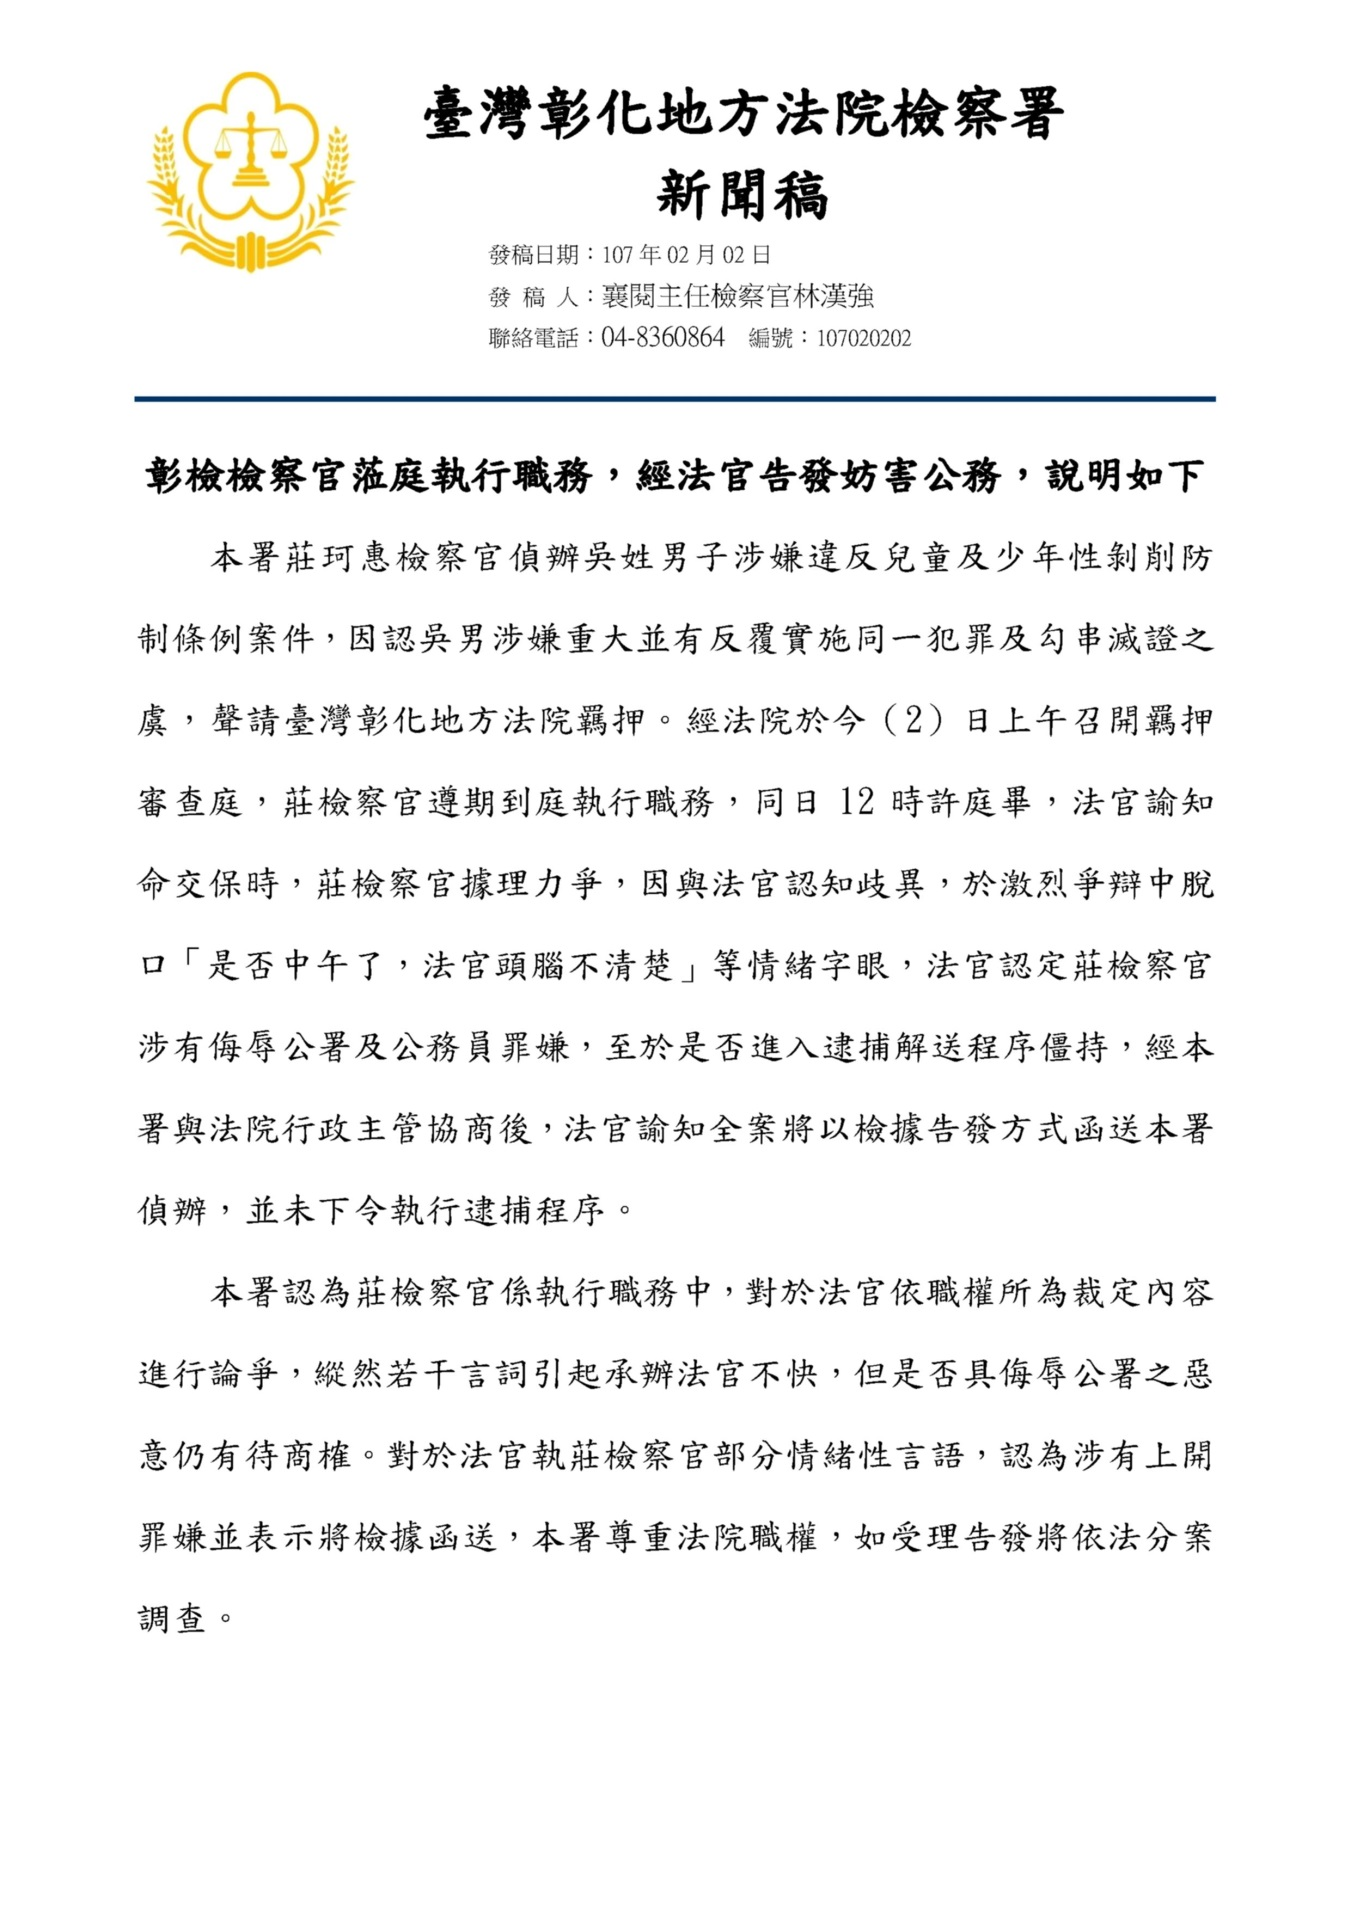 臺灣彰化地方法院檢察署
新聞稿
發稿日期：107 年 02 月 02 日
發 稿 人：襄閱主任檢察官林漢強
聯絡電話：04-8360864 編號：107020202
彰檢檢察官蒞庭執行職務，經法官告發妨害公務，說明如下
本署莊珂惠檢察官偵辦吳姓男子涉嫌違反兒童及少年性剝削防
制條例案件，因認吳男涉嫌重大並有反覆實施同一犯罪及勾串滅證之
虞，聲請臺灣彰化地方法院羈押。經法院於今（2）日上午召開羈押
審查庭，莊檢察官遵期到庭執行職務，同日 12 時許庭畢，法官諭知
命交保時，莊檢察官據理力爭，因與法官認知歧異，於激烈爭辯中脫
口「是否中午了，法官頭腦不清楚」等情緒字眼，法官認定莊檢察官
涉有侮辱公署及公務員罪嫌，至於是否進入逮捕解送程序僵持，經本
署與法院行政主管協商後，法官諭知全案將以檢據告發方式函送本署
偵辦，並未下令執行逮捕程序。
本署認為莊檢察官係執行職務中，對於法官依職權所為裁定內容
進行論爭，縱然若干言詞引起承辦法官不快，但是否具侮辱公署之惡
意仍有待商榷。對於法官執莊檢察官部分情緒性言語，認為涉有上開
罪嫌並表示將檢據函送，本署尊重法院職權，如受理告發將依法分案
調查。